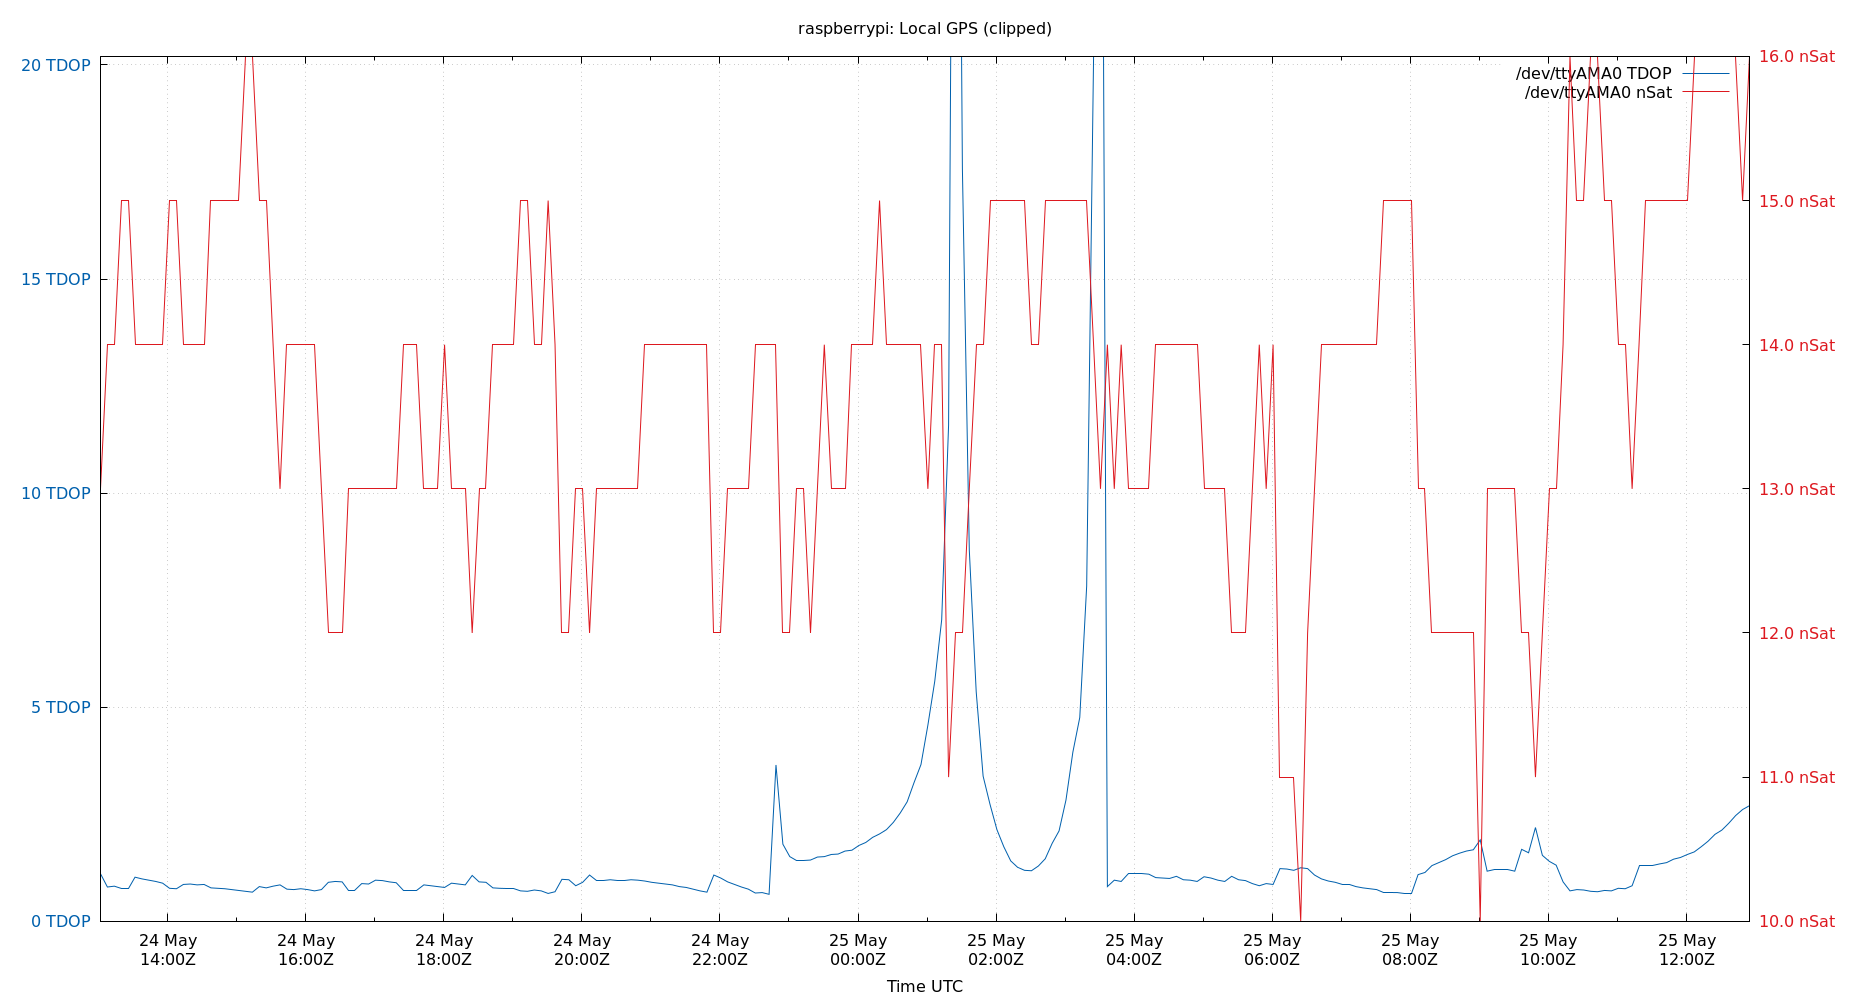 raspberrypi: Local GPS (clipped)
20 TDOP
15 TDOP
10 TDOP
5 TDOP
0 TDOP
16.0 nSat
15.0 nSat
14.0 nSat
13.0 nSat
12.0 nSat
11.0 nSat
10.0 nSat
/dev/ttyAMA0 TDOP
/dev/ttyAMA0 nSat
24 May
14:00Z
24 May
16:00Z
24 May
18:00Z
24 May
20:00Z
24 May
22:00Z
25 May
00:00Z
25 May
02:00Z
25 May
04:00Z
25 May
06:00Z
25 May
08:00Z
25 May
10:00Z
25 May
12:00Z
Time UTC